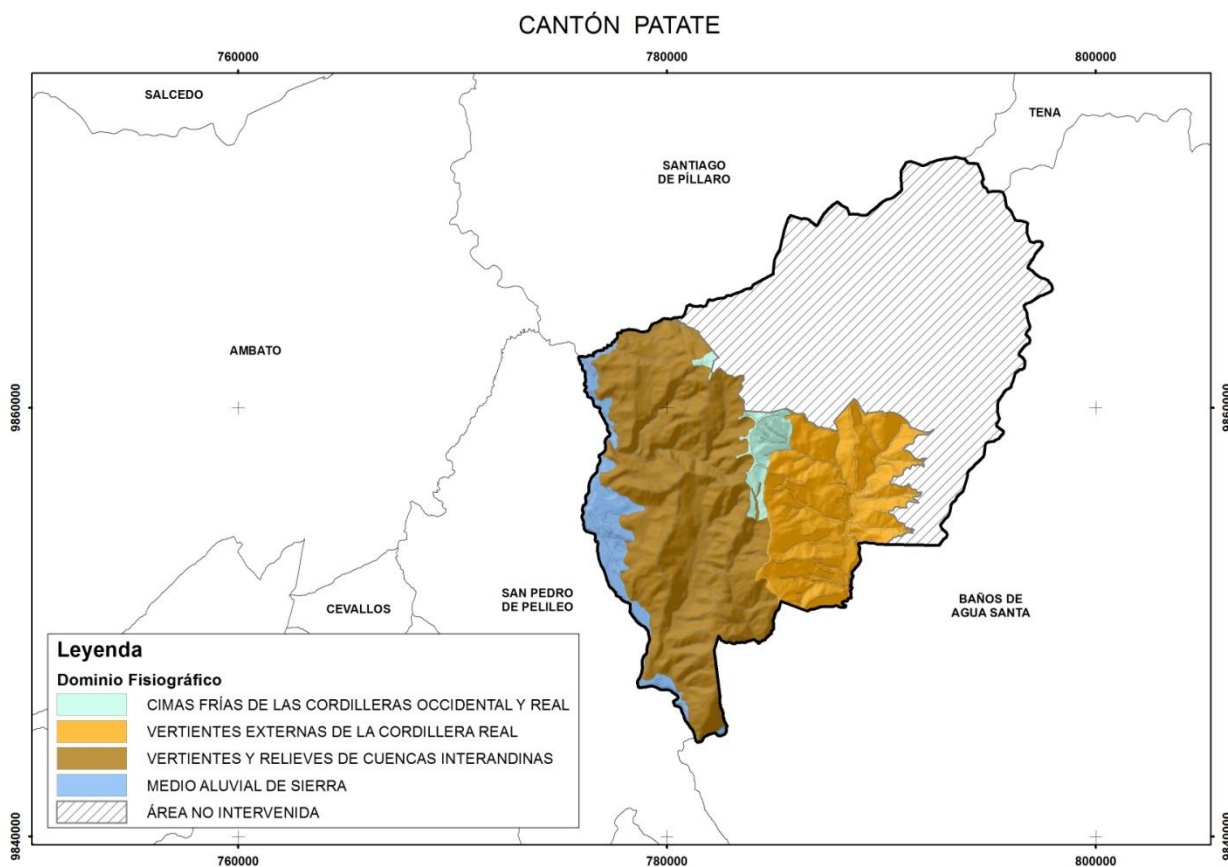 CANTÓN PATATE
760000
780000
800000
SALCEDO
TENA
SANTIAGO
DE PÍLLARO
AMBATO
9860000
9860000
SAN PEDRO
DE PELILEO
BAÑOS DE
AGUA SANTA
CEVALLOS
Leyenda
Dominio Fisiográfico
CIMAS FRÍAS DE LAS CORDILLERAS OCCIDENTAL Y REAL
VERTIENTES EXTERNAS DE LA CORDILLERA REAL
VERTIENTES Y RELIEVES DE CUENCAS INTERANDINAS
MEDIO ALUVIAL DE SIERRA
ÁREA NO INTERVENIDA
9840000
9840000
760000
780000
800000